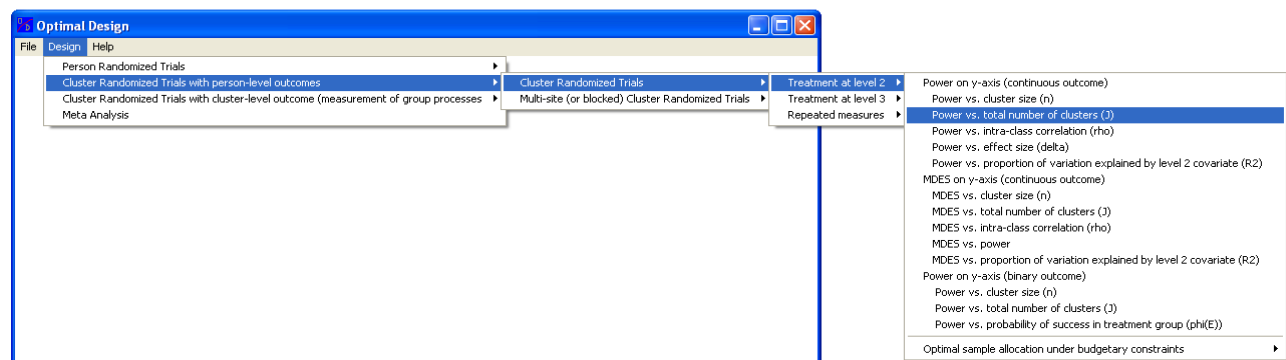 Optimal Design
File Design Help
Person Randomized Trials
Cluster Randomized Trials with person-level outcomes
Cluster Randomized Trials with cluster-level outcome (measurement of group processes
Meta Analysis
Cluster Randomized Trials
Multi-site (or blocked) Cluster Randomized Trials
Treatment at level 2
Treatment at level 3
Repeated measures
Power on y-axis (continuous outcome)
Power vs. cluster size (n)
Power vs. total number of clusters (J)
Power vs. intra-class correlation (rho)
Power vs. effect size (delta)
Power vs. proportion of variation explained by level 2 covariate (R2)
MDES on y-axis (continuous outcome)
MDES vs. cluster size (n)
MDES vs. total number of clusters (J)
MDES vs. intra-class correlation (rho)
MDES vs. power
MDES vs. proportion of variation explained by level 2 covariate (R2)
Power on y-axis (binary outcome)
Power vs. cluster size (n)
Power vs. total number of clusters (J)
Power vs. probability of success in treatment group (phi(E))
Optimal sample allocation under budgetary constraints